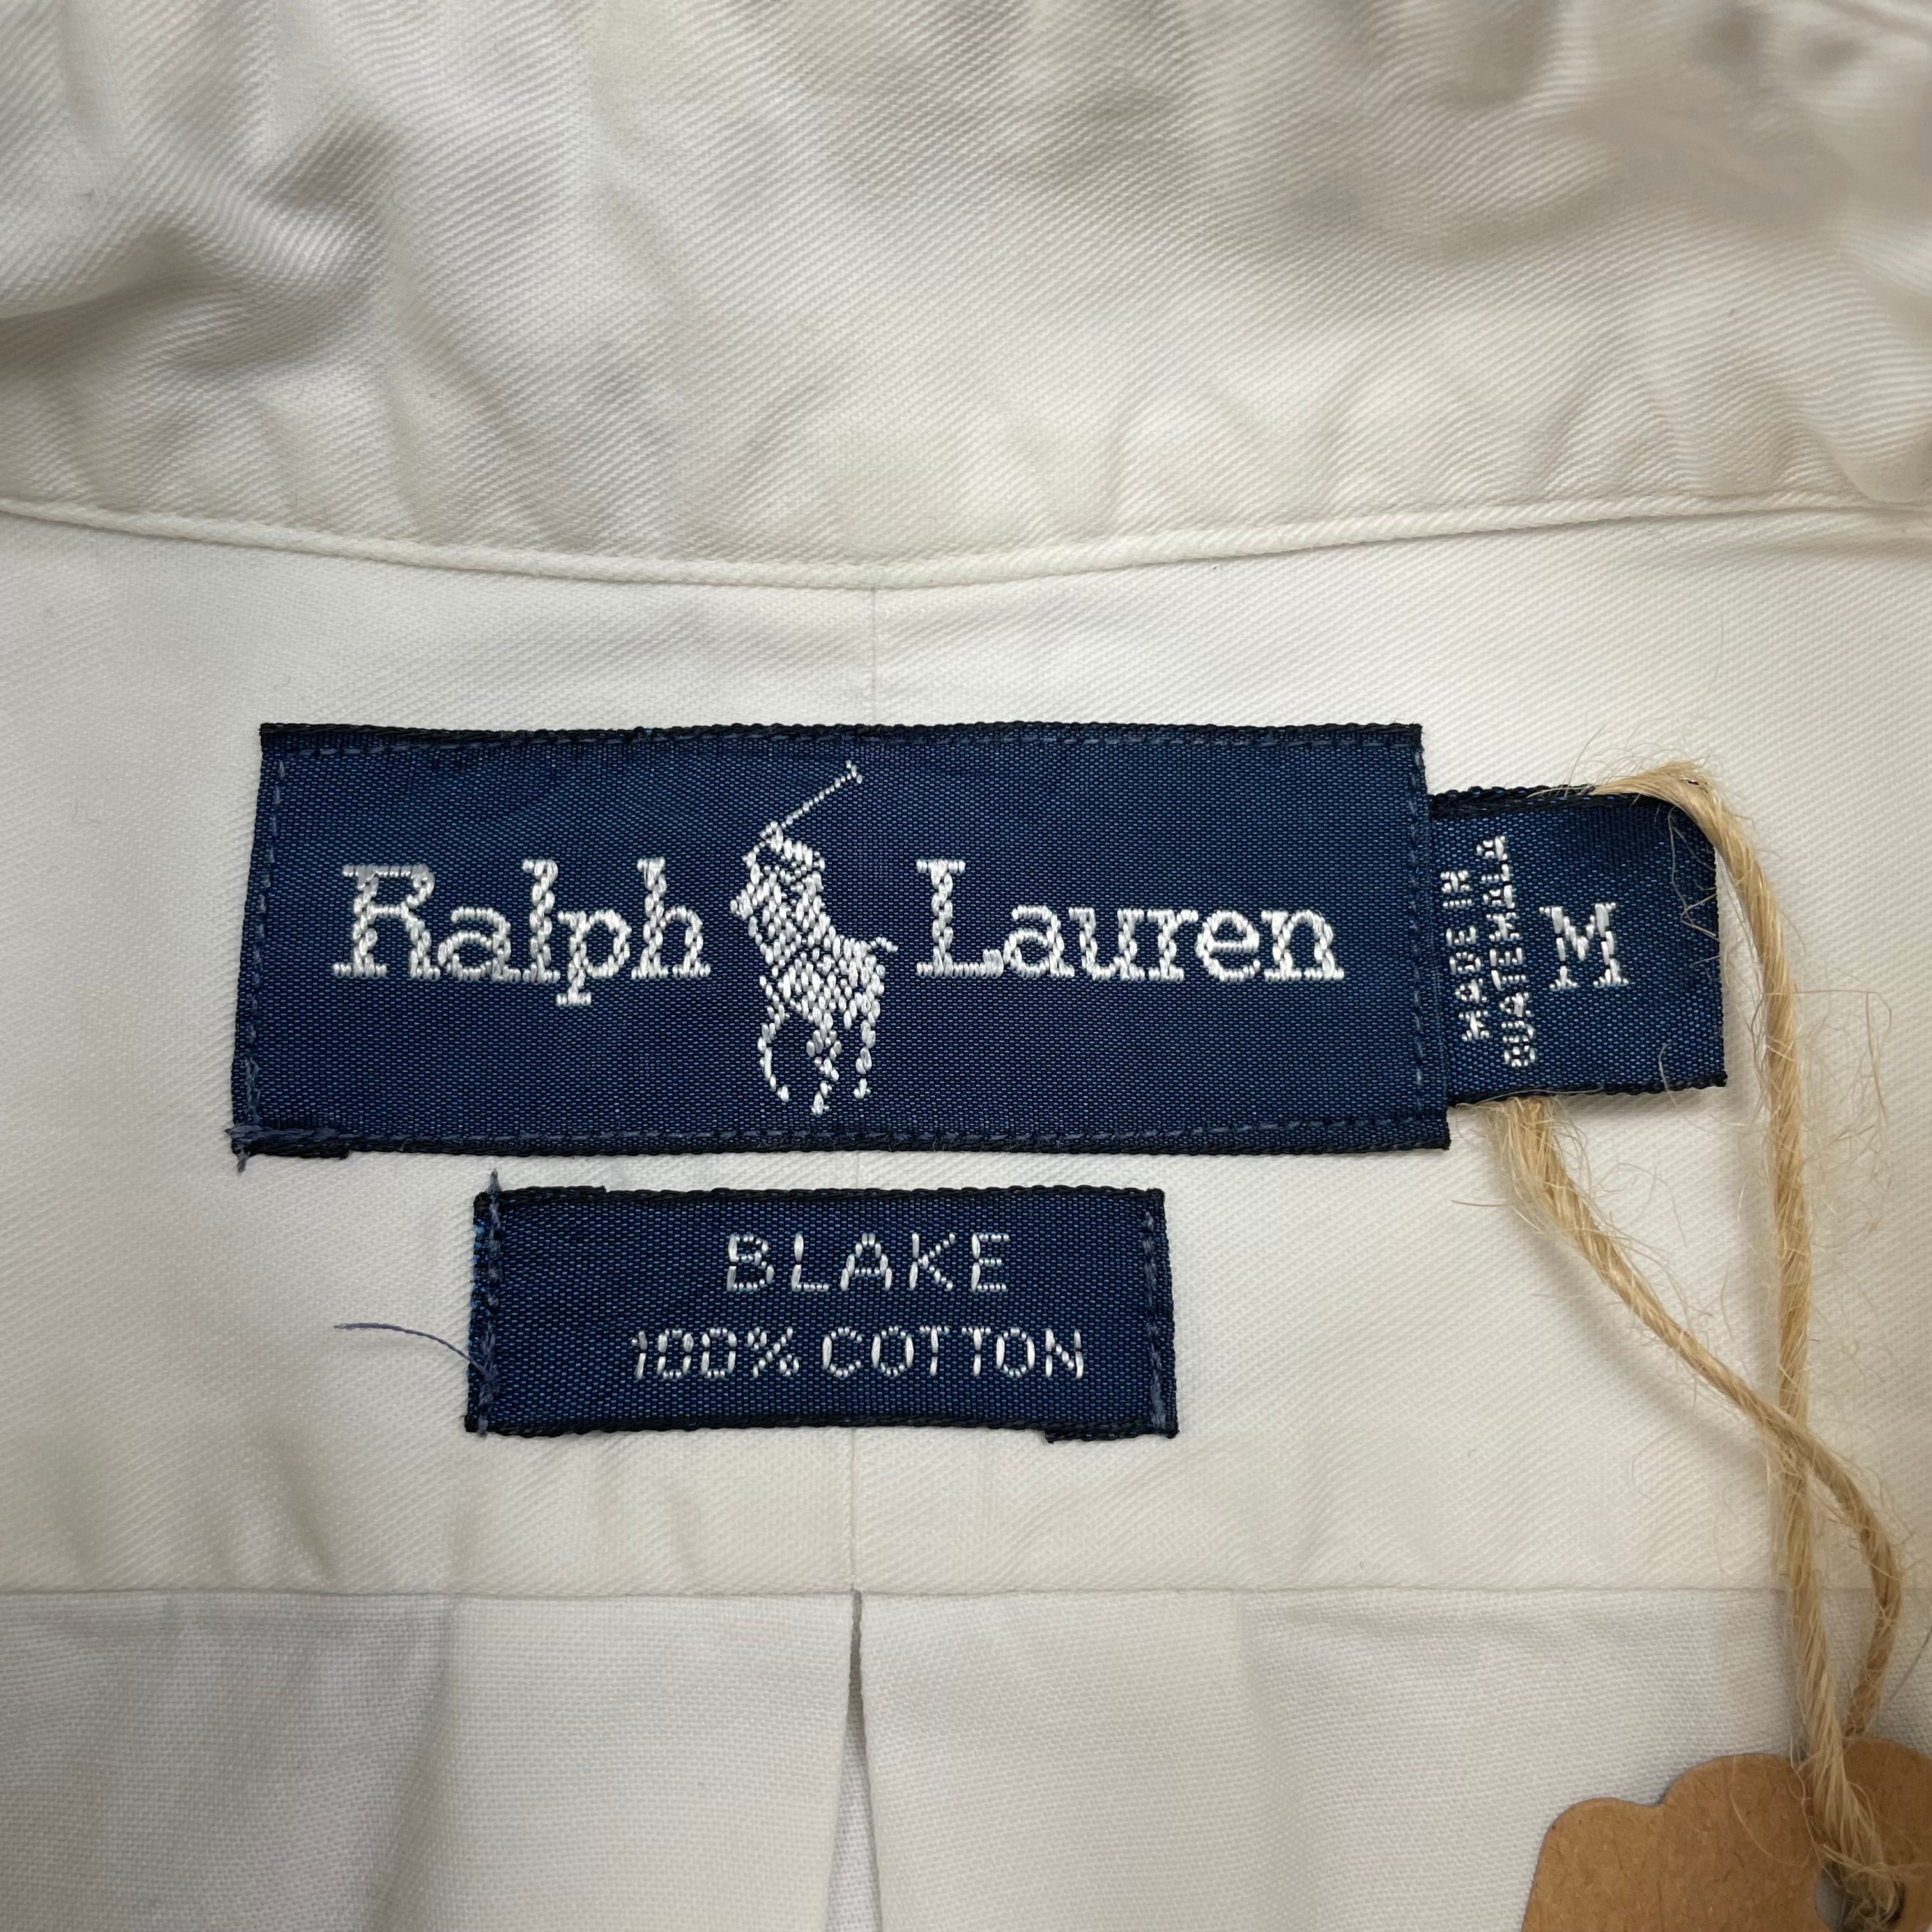 Ralph Lauren
MADE IN
GUATEMALA
M
BLAKE
100% COTTON